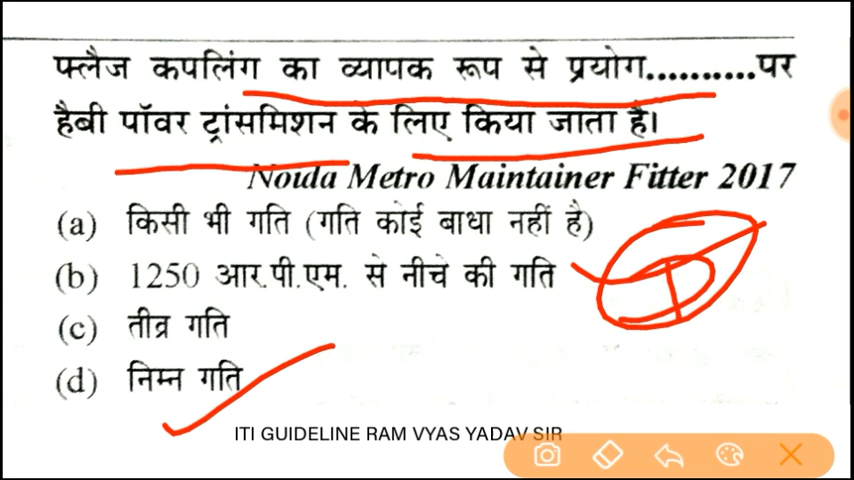 फ्लैज कपलिंग का व्यापक रूप से प्रयोग..........पर
हैबी पॉवर ट्रांसमिशन के लिए किया जाता है।
Noida Metro Maintainer Fitter 2017
(a) किसी भी गति (गति कोई बाधा नहीं है)
(b) 1250 आर.पी.एम. से नीचे की गति
(c) तीव्र गति
(d) निम्न गति
ITI GUIDELINE RAM VYAS YADAV SIR